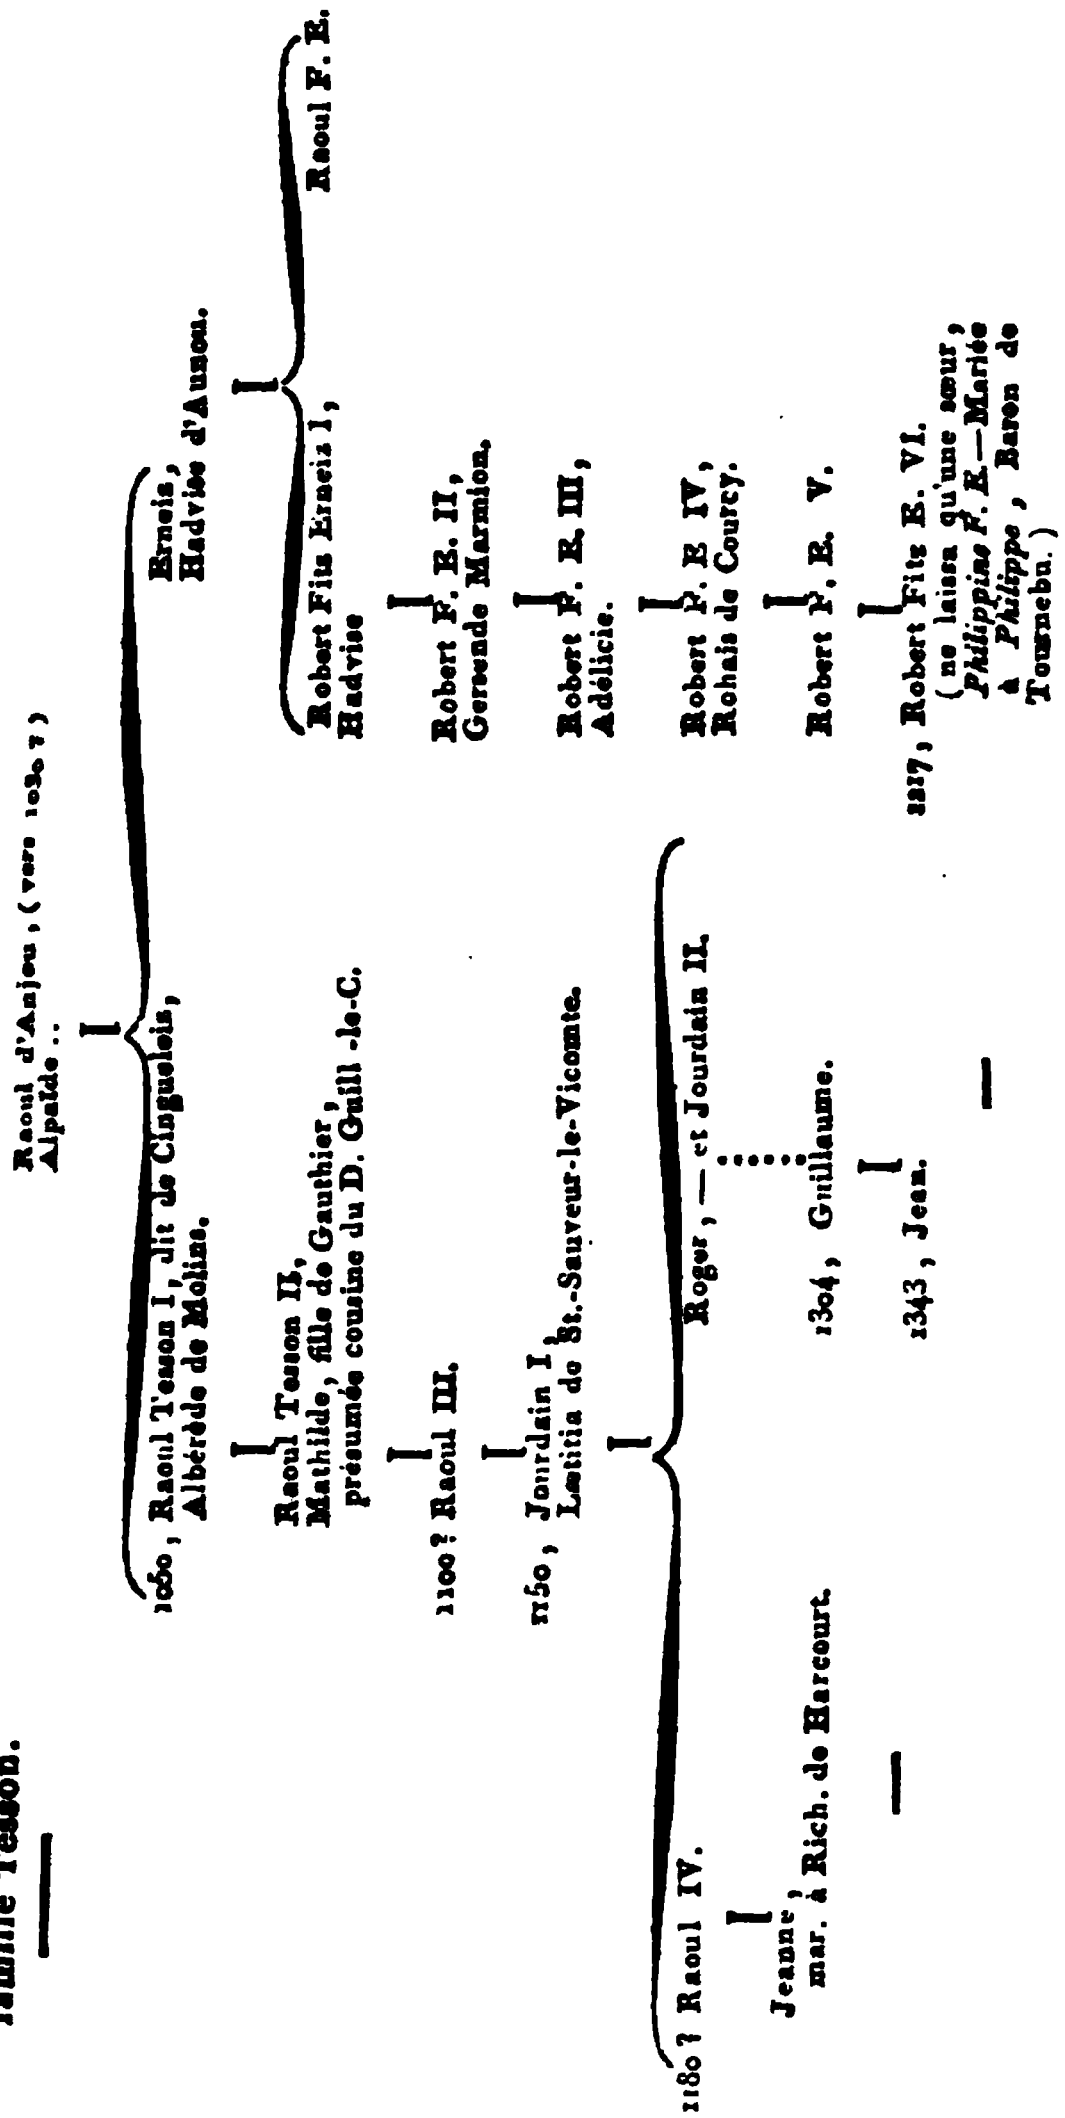 Famille Tesson.
Raoul d'Anjou, (vers 1030?)
Alpaïde..
1060, Raoul Tesson I, dit de Cinguelois,
Albérède de Molins.
Erneis,
Hadvise d'Aunou.
Raoul Tesson II,
Mathilde, fille de Gauthier,
présumée cousine du D. Guill-le-C.
Robert Fitz Erneiz I,
Hadvise
Raoul F. E.
1100? Raoul III.
Robert F. E. II,
Gersende Marmion.
1150, Jourdain I,
Lætitia de St.-Sauveur-le-Vicomte.
Robert F. E. III,
Adélicie.
1180? Raoul IV.
Roger, — et Jourdain II.
Robert F. E IV,
Rohais de Courcy.
Jeanne,
mar. à Rich. de Harcourt.
1304, Guillaume.
Robert F. E. V.
1343, Jean.
1217, Robert Fitz E. VI.
(ne laissa qu'une sœur,
Philippine F. E.—Mariée
à Philippe, Baron de
Tournebu.)